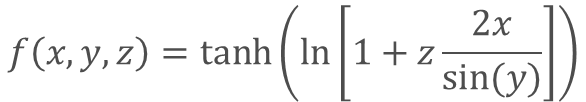 f(x, y, z) = tanh(ln[1 + z 2x/sin(y)])